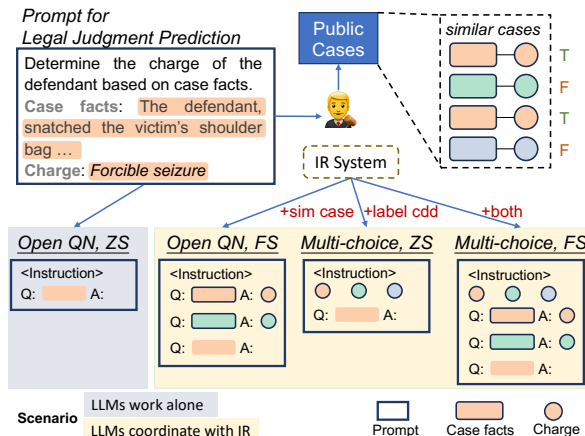 Prompt for
Legal Judgment Prediction
Determine the charge of the
defendant based on case facts.
Case facts: The defendant,
snatched the victim's shoulder
bag ...
Charge: Forcible seizure
Public
Cases
similar cases
T
F
T
F
IR System
+sim case
+label cdd
+both
Open QN, ZS
<Instruction>
Q: A:
Open QN, FS
<Instruction>
Q: A:
Q: A:
Q: A:
Multi-choice, ZS
<Instruction>
Q: A:
Multi-choice, FS
<Instruction>
Q: A:
Q: A:
Q: A:
Scenario
LLMs work alone
LLMs coordinate with IR
Prompt
Case facts
Charge